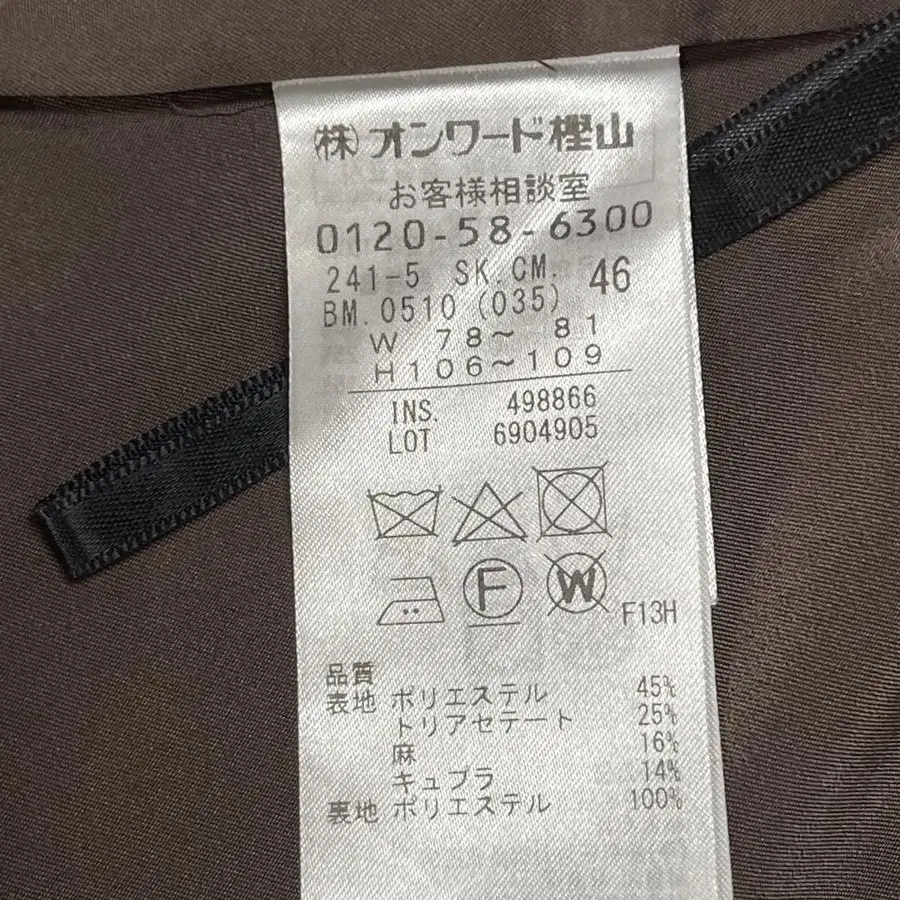 (株)オンワード樫山
お客様相談室
0120-58-6300
241-5 SK.CM. 46
BM.0510(035)
W 78~ 81
H106~109
INS. 498866
LOT 6904905
F
W
F13H
品質
表地 ポリエステル 45%
トリアセテート 25%
麻 16%
キュプラ 14%
裏地 ポリエステル 100%